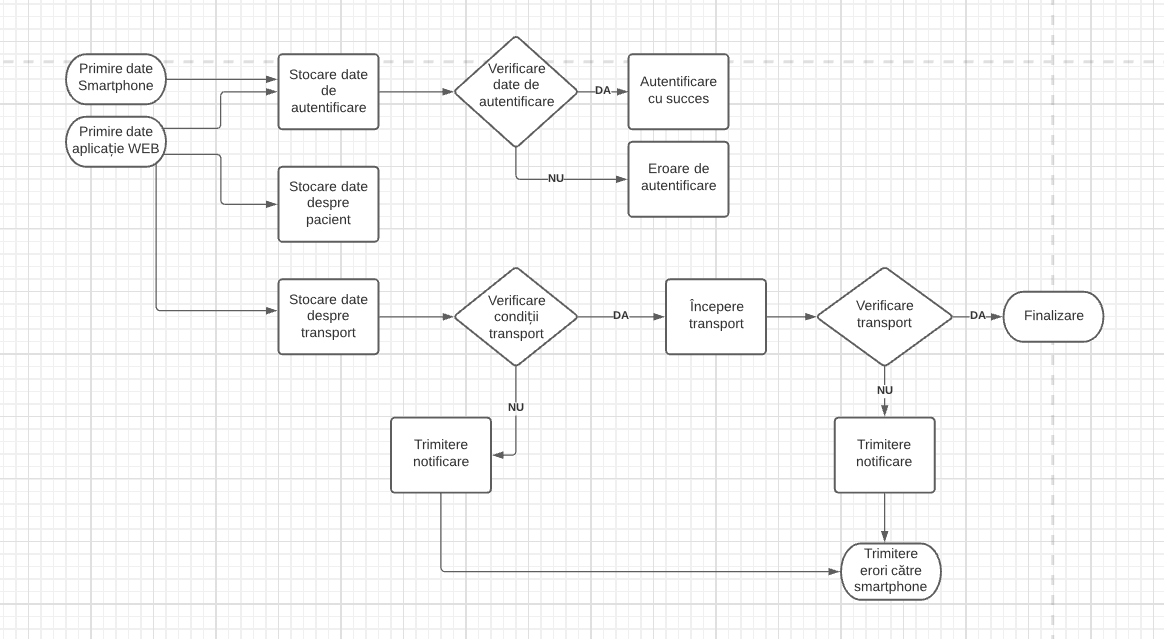 Primire date
Smartphone
Primire date
aplicație WEB
Stocare date
de
autentificare
Verificare
date de
autentificare
DA
Autentificare
cu succes
NU
Eroare de
autentificare
Stocare date
despre
pacient
Stocare date
despre
transport
Verificare
condiții
transport
DA
Începere
transport
Verificare
transport
DA
Finalizare
NU
Trimitere
notificare
NU
Trimitere
notificare
Trimitere
erori către
smartphone